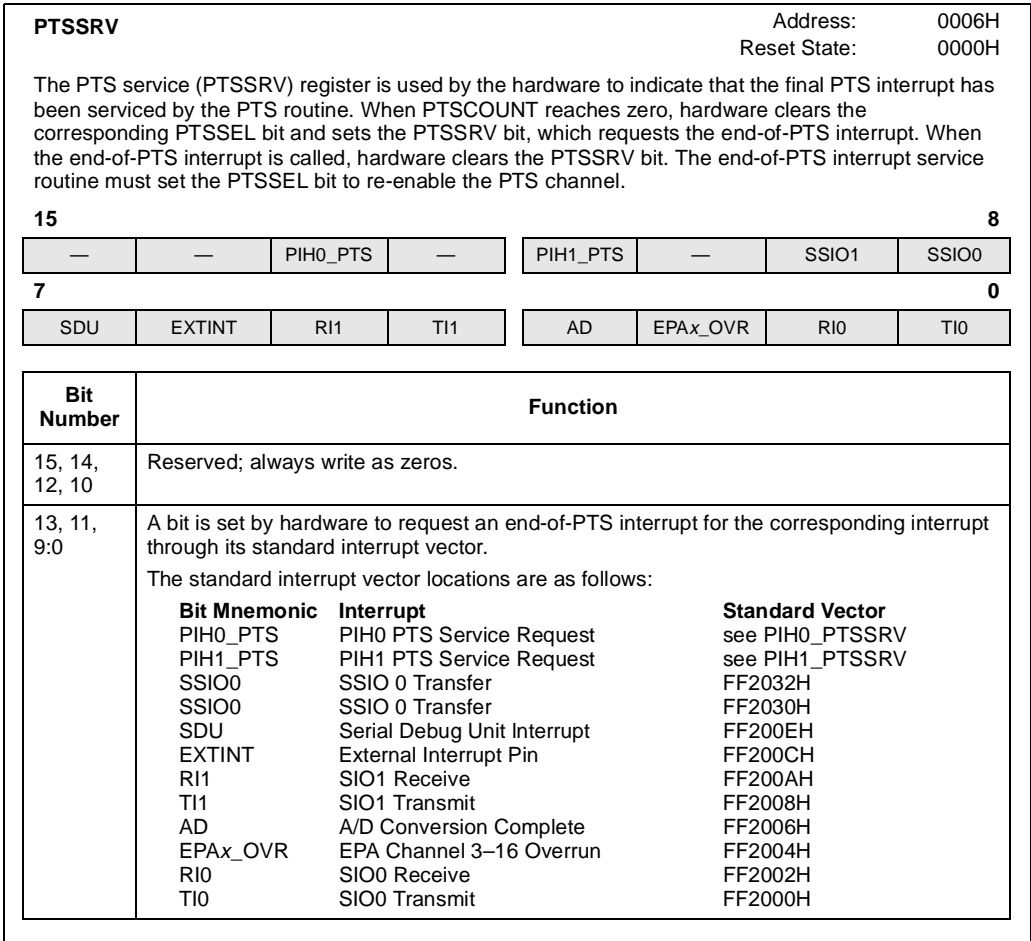 PTSSRV Address: 0006H
Reset State: 0000H
The PTS service (PTSSRV) register is used by the hardware to indicate that the final PTS interrupt has
been serviced by the PTS routine. When PTSCOUNT reaches zero, hardware clears the
corresponding PTSSEL bit and sets the PTSSRV bit, which requests the end-of-PTS interrupt. When
the end-of-PTS interrupt is called, hardware clears the PTSSRV bit. The end-of-PTS interrupt service
routine must set the PTSSEL bit to re-enable the PTS channel.
15 8
— — PIH0_PTS — PIH1_PTS — SSIO1 SSIO0
7 0
SDU EXTINT RI1 TI1 AD EPAx_OVR RI0 TI0
Bit
Number Function
15, 14, Reserved; always write as zeros.
12, 10
13, 11, A bit is set by hardware to request an end-of-PTS interrupt for the corresponding interrupt
9:0 through its standard interrupt vector.
The standard interrupt vector locations are as follows:
Bit Mnemonic Interrupt Standard Vector
PIH0_PTS PIH0 PTS Service Request see PIH0_PTSSRV
PIH1_PTS PIH1 PTS Service Request see PIH1_PTSSRV
SSIO0 SSIO 0 Transfer FF2032H
SSIO0 SSIO 0 Transfer FF2030H
SDU Serial Debug Unit Interrupt FF200EH
EXTINT External Interrupt Pin FF200CH
RI1 SIO1 Receive FF200AH
TI1 SIO1 Transmit FF2008H
AD A/D Conversion Complete FF2006H
EPAx_OVR EPA Channel 3–16 Overrun FF2004H
RI0 SIO0 Receive FF2002H
TI0 SIO0 Transmit FF2000H